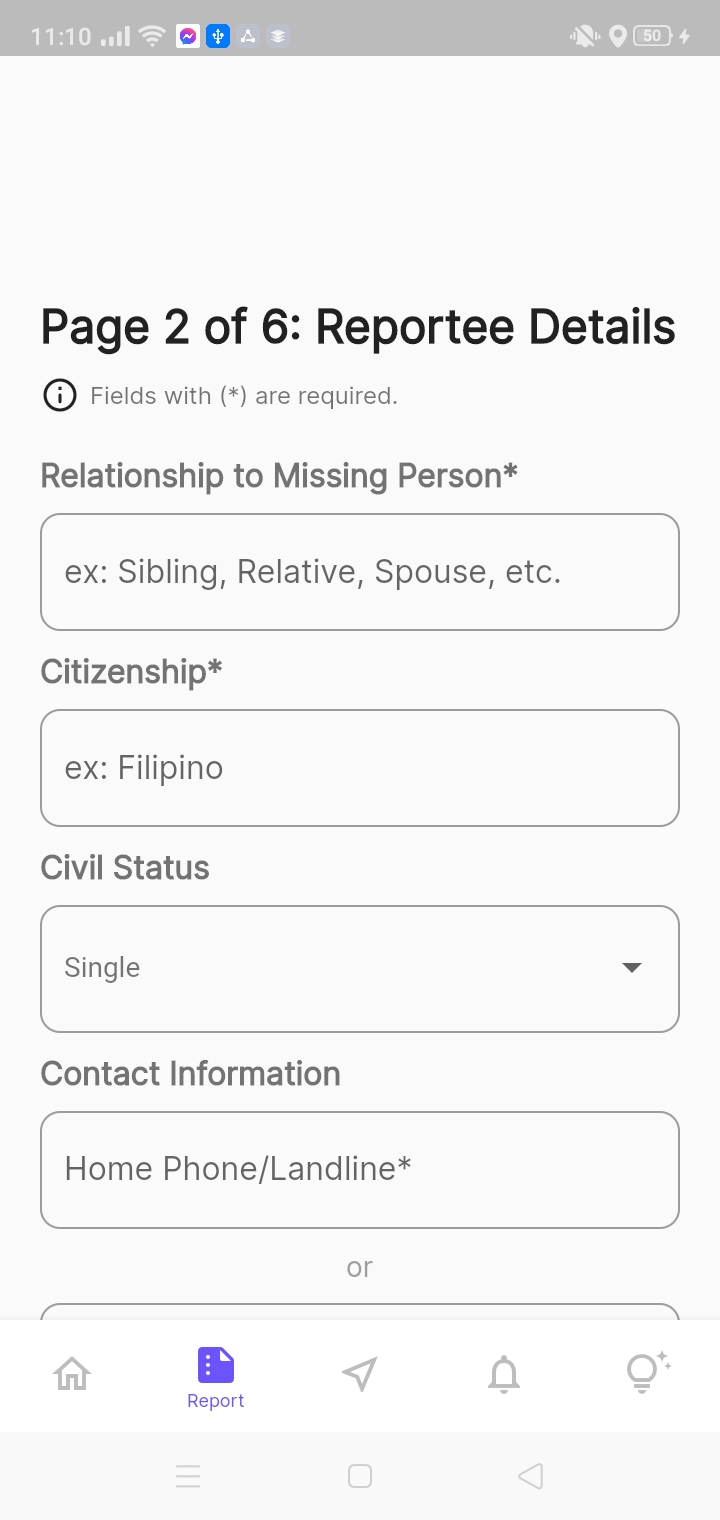 11:10
50
Page 2 of 6: Reportee Details
Fields with (*) are required.
Relationship to Missing Person*
ex: Sibling, Relative, Spouse, etc.
Citizenship*
ex: Filipino
Civil Status
Single
Contact Information
Home Phone/Landline*
or
Report